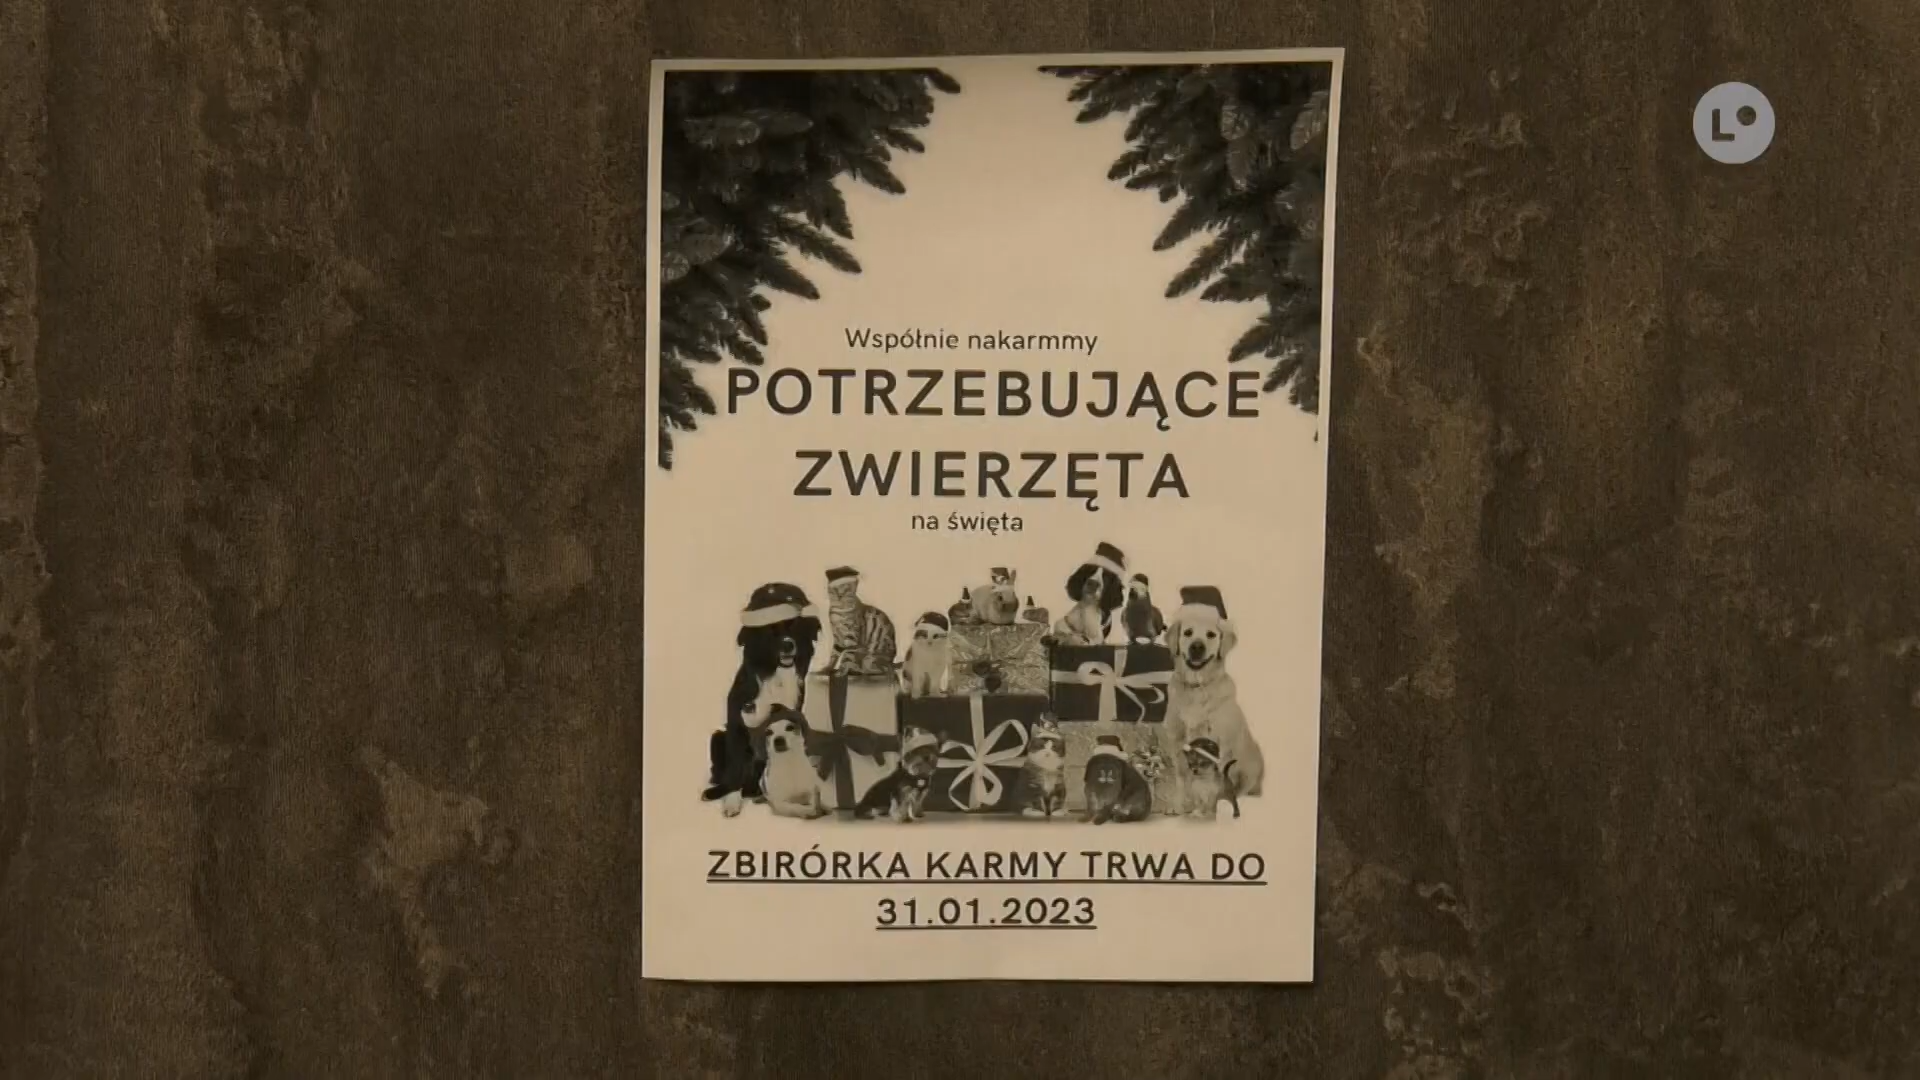 Wspólnie nakarmmy
POTRZEBUJĄCE
ZWIERZĘTA
na święta
ZBIRÓRKA KARMY TRWA DO
31.01.2023
L